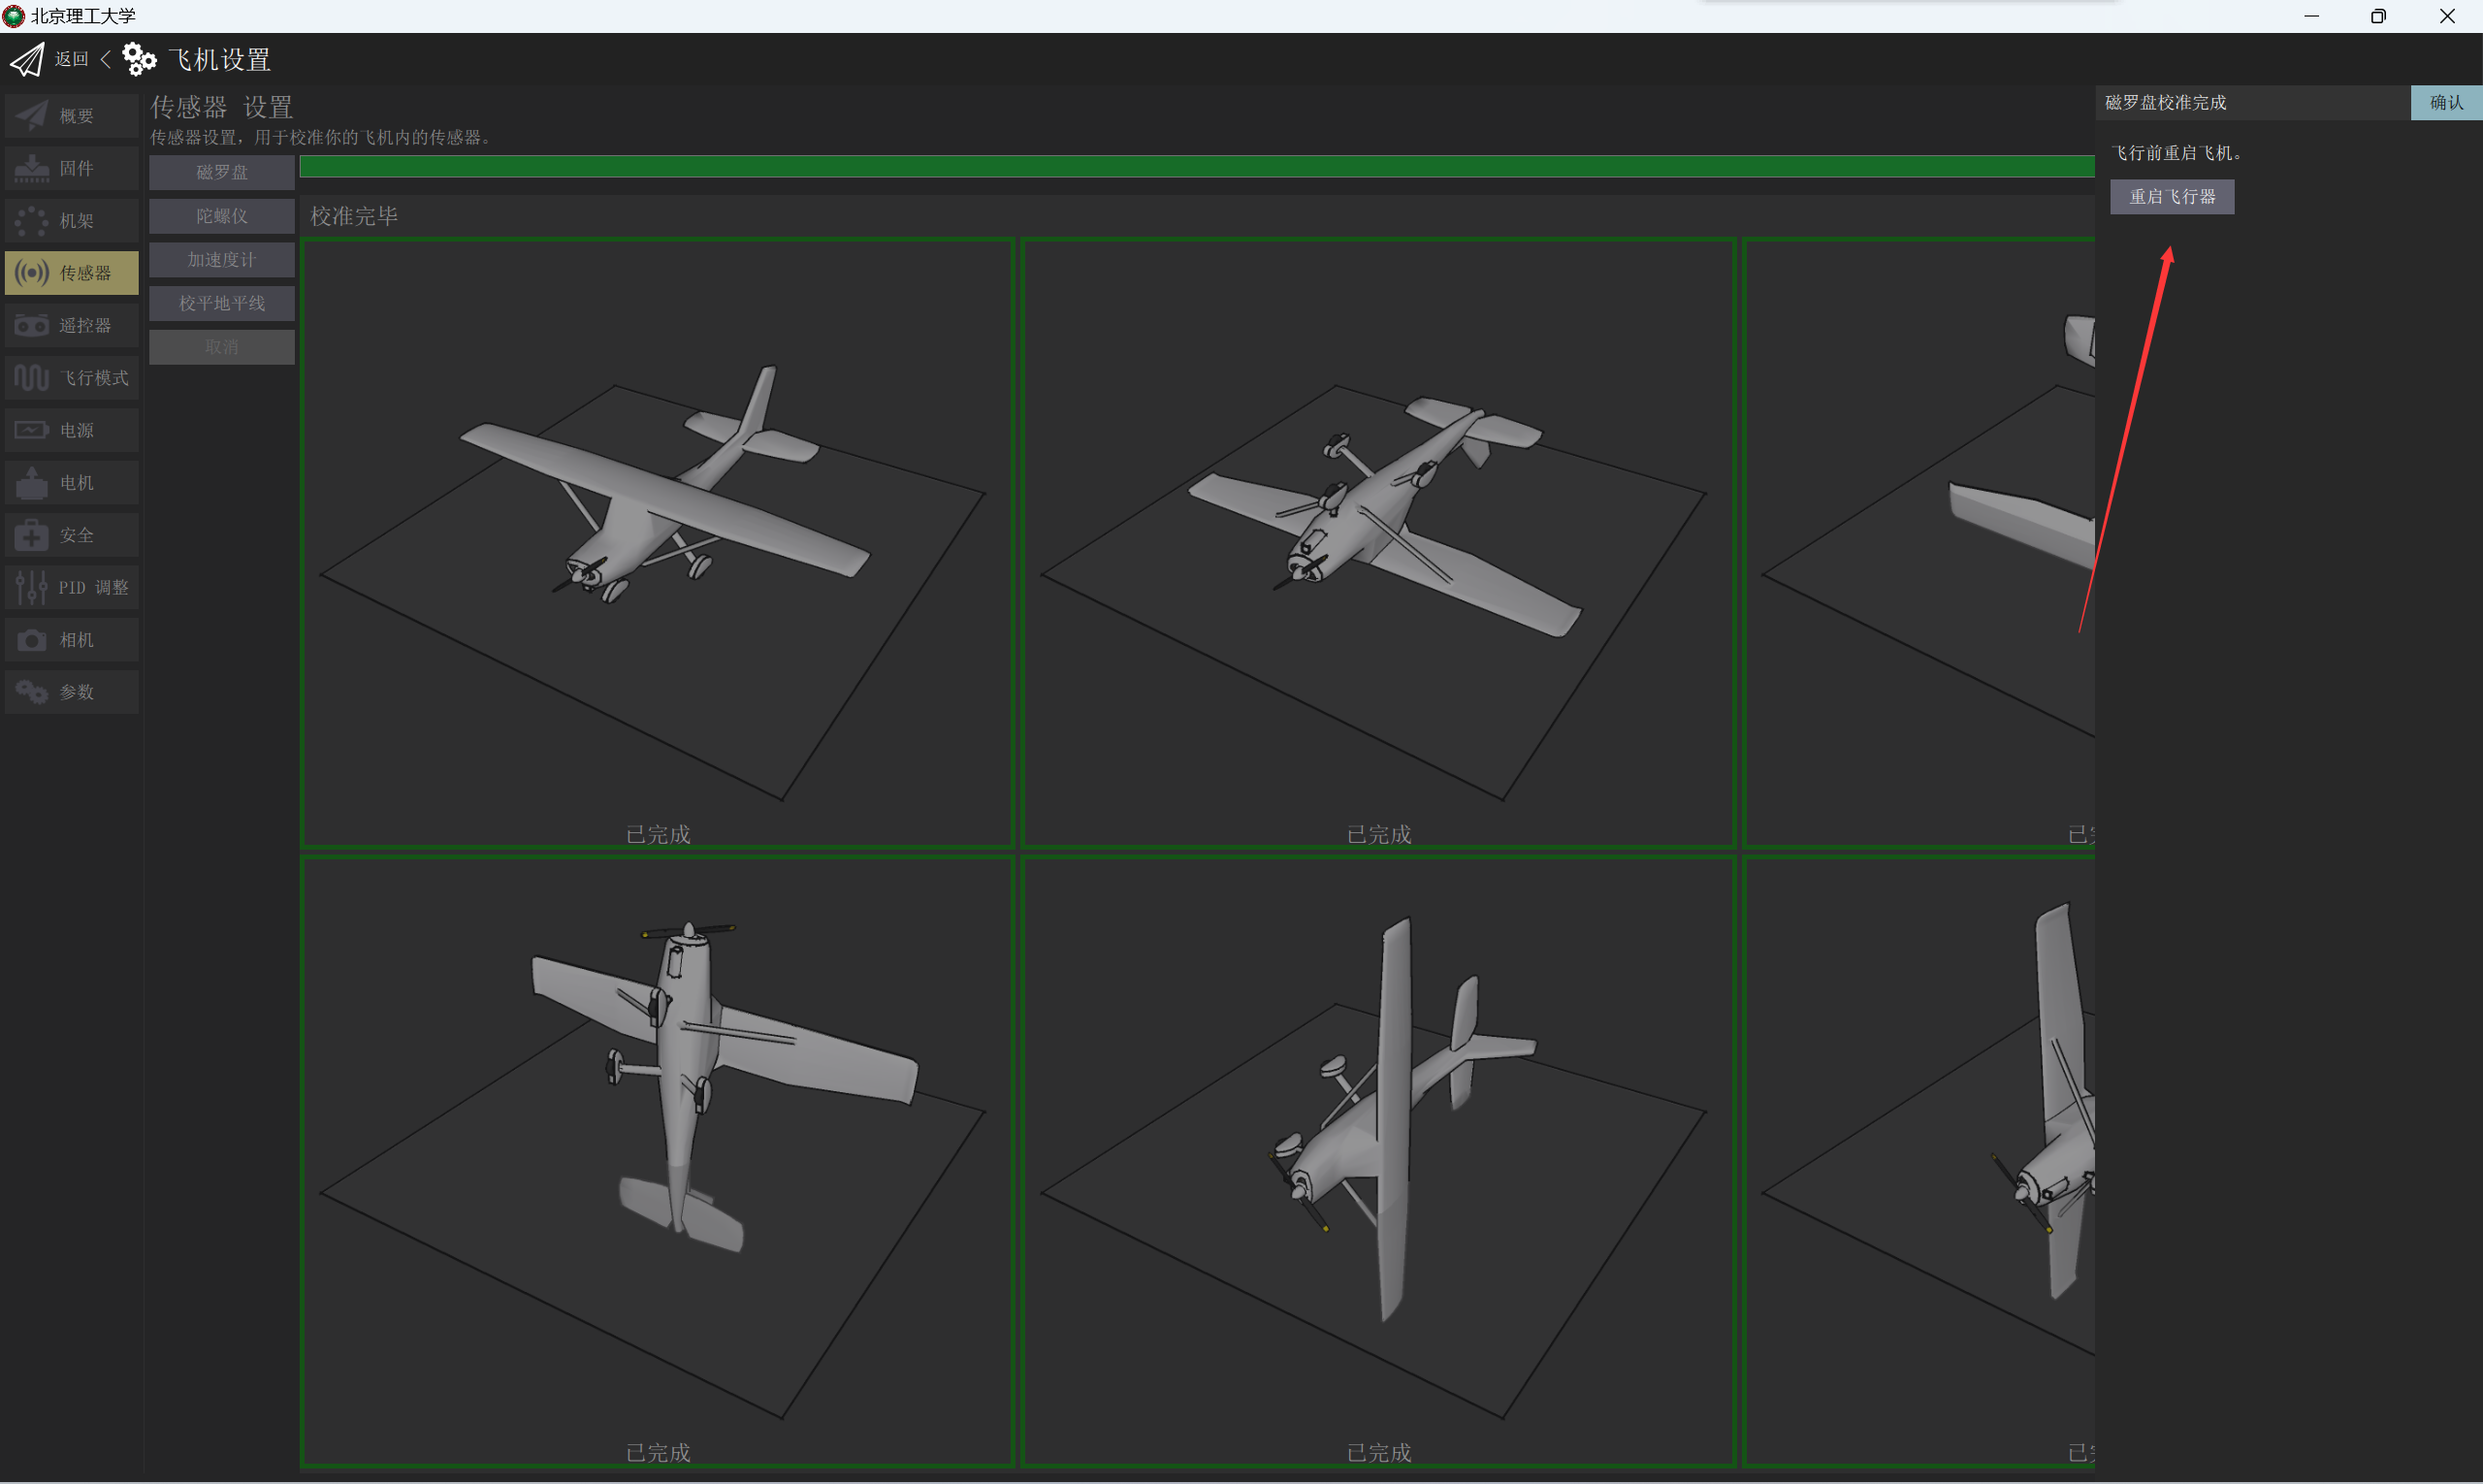 北京理工大学
返回
飞机设置
概要
固件
机架
传感器
遥控器
飞行模式
电源
电机
安全
PID 调整
相机
参数
传感器 设置
传感器设置，用于校准你的飞机内的传感器。
磁罗盘
陀螺仪
加速度计
校平地平线
取消
校准完毕
已完成
已完成
已
已完成
已完成
已
磁罗盘校准完成
确认
飞行前重启飞机。
重启飞行器